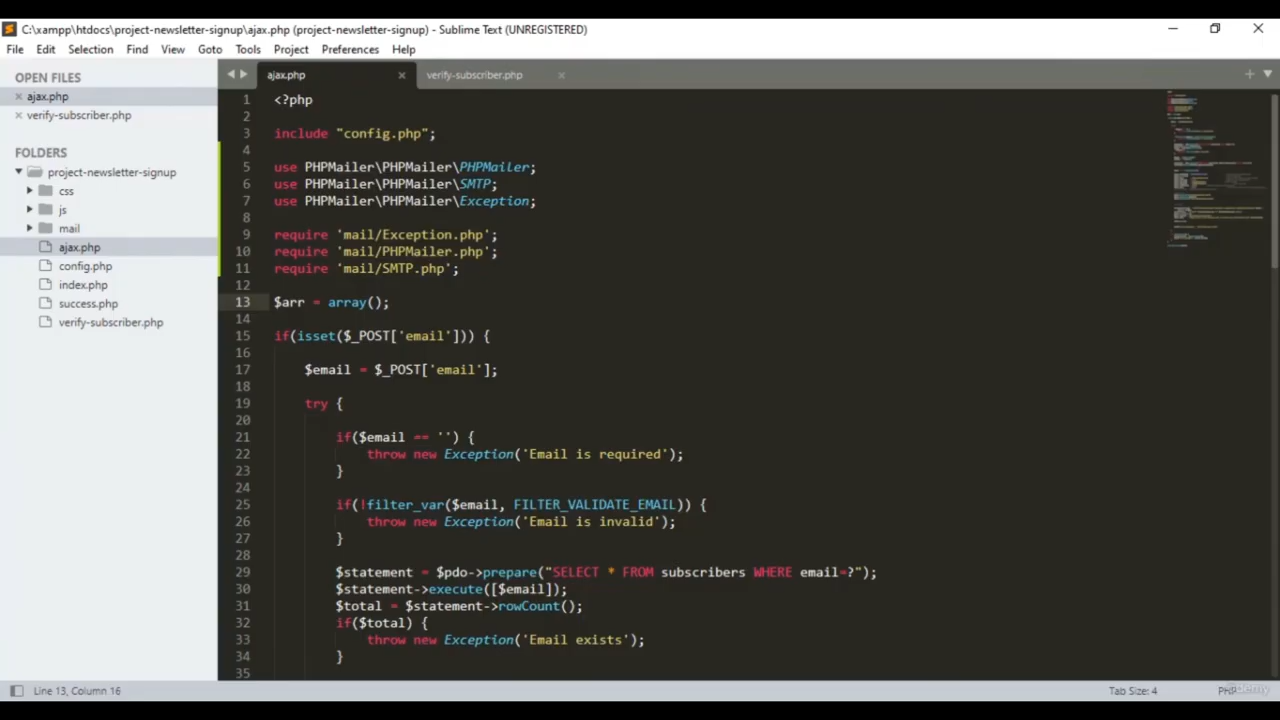 C:\xampp\htdocs\project-newsletter-signup\ajax.php (project-newsletter-signup) - Sublime Text (UNREGISTERED)
File Edit Selection Find View Goto Tools Project Preferences Help
OPEN FILES
ajax.php
verify-subscriber.php
FOLDERS
project-newsletter-signup
css
js
mail
ajax.php
config.php
index.php
success.php
verify-subscriber.php
ajax.php verify-subscriber.php
1 <?php
2
3 include "config.php";
4
5 use PHPMailer\PHPMailer\PHPMailer;
6 use PHPMailer\PHPMailer\SMTP;
7 use PHPMailer\PHPMailer\Exception;
8
9 require 'mail/Exception.php';
10 require 'mail/PHPMailer.php';
11 require 'mail/SMTP.php';
12
13 $arr = array();
14
15 if(isset($_POST['email'])) {
16
17 $email = $_POST['email'];
18
19 try {
20
21 if($email == '') {
22 throw new Exception('Email is required');
23 }
24
25 if(!filter_var($email, FILTER_VALIDATE_EMAIL)) {
26 throw new Exception('Email is invalid');
27 }
28
29 $statement = $pdo->prepare("SELECT * FROM subscribers WHERE email=?");
30 $statement->execute([$email]);
31 $total = $statement->rowCount();
32 if($total) {
33 throw new Exception('Email exists');
34 }
35
Line 13, Column 16 Tab Size: 4 PHP